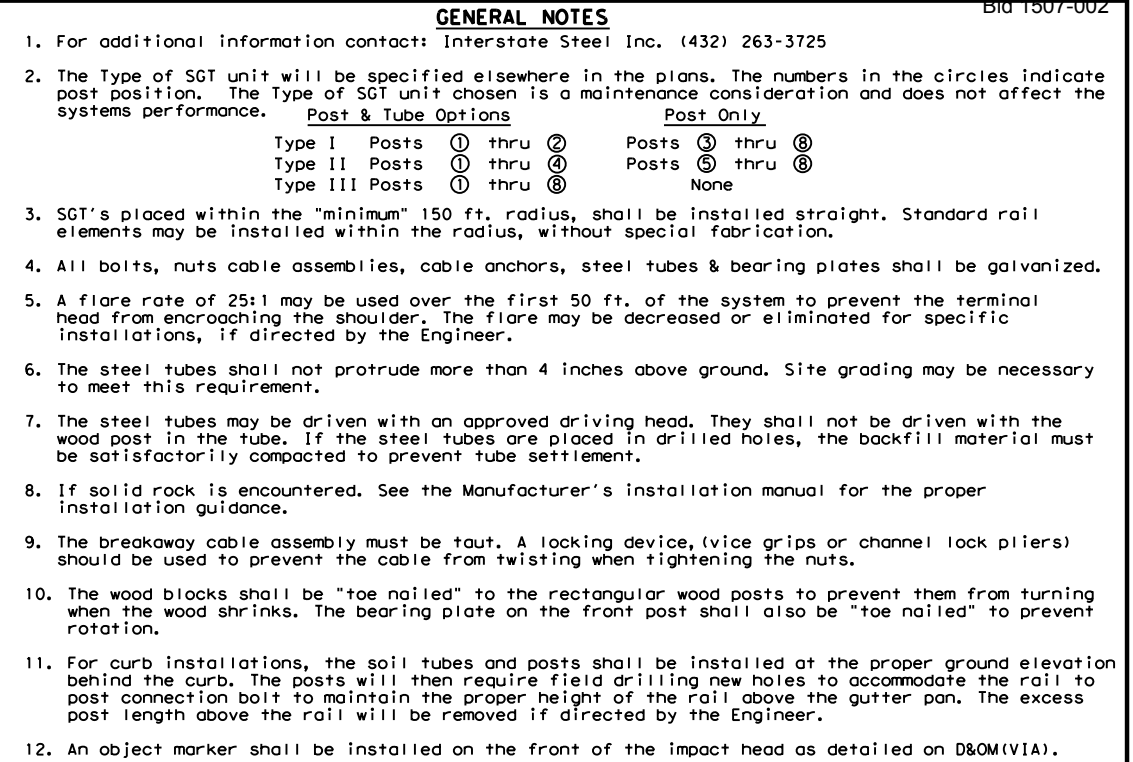 Bid 1507-002
GENERAL NOTES
1. For additional information contact: Interstate Steel Inc. (432) 263-3725
2. The Type of SGT unit will be specified elsewhere in the plans. The numbers in the circles indicate
post position. The Type of SGT unit chosen is a maintenance consideration and does not affect the
systems performance.
Post & Tube Options Post Only
Type I Posts ① thru ② Posts ③ thru ⑧
Type II Posts ① thru ④ Posts ⑤ thru ⑧
Type III Posts ① thru ⑧ None
3. SGT's placed within the "minimum" 150 ft. radius, shall be installed straight. Standard rail
elements may be installed within the radius, without special fabrication.
4. All bolts, nuts cable assemblies, cable anchors, steel tubes & bearing plates shall be galvanized.
5. A flare rate of 25:1 may be used over the first 50 ft. of the system to prevent the terminal
head from encroaching the shoulder. The flare may be decreased or eliminated for specific
installations, if directed by the Engineer.
6. The steel tubes shall not protrude more than 4 inches above ground. Site grading may be necessary
to meet this requirement.
7. The steel tubes may be driven with an approved driving head. They shall not be driven with the
wood post in the tube. If the steel tubes are placed in drilled holes, the backfill material must
be satisfactorily compacted to prevent tube settlement.
8. If solid rock is encountered. See the Manufacturer's installation manual for the proper
installation guidance.
9. The breakaway cable assembly must be taut. A locking device, (vice grips or channel lock pliers)
should be used to prevent the cable from twisting when tightening the nuts.
10. The wood blocks shall be "toe nailed" to the rectangular wood posts to prevent them from turning
when the wood shrinks. The bearing plate on the front post shall also be "toe nailed" to prevent
rotation.
11. For curb installations, the soil tubes and posts shall be installed at the proper ground elevation
behind the curb. The posts will then require field drilling new holes to accommodate the rail to
post connection bolt to maintain the proper height of the rail above the gutter pan. The excess
post length above the rail will be removed if directed by the Engineer.
12. An object marker shall be installed on the front of the impact head as detailed on D&OM(VIA).